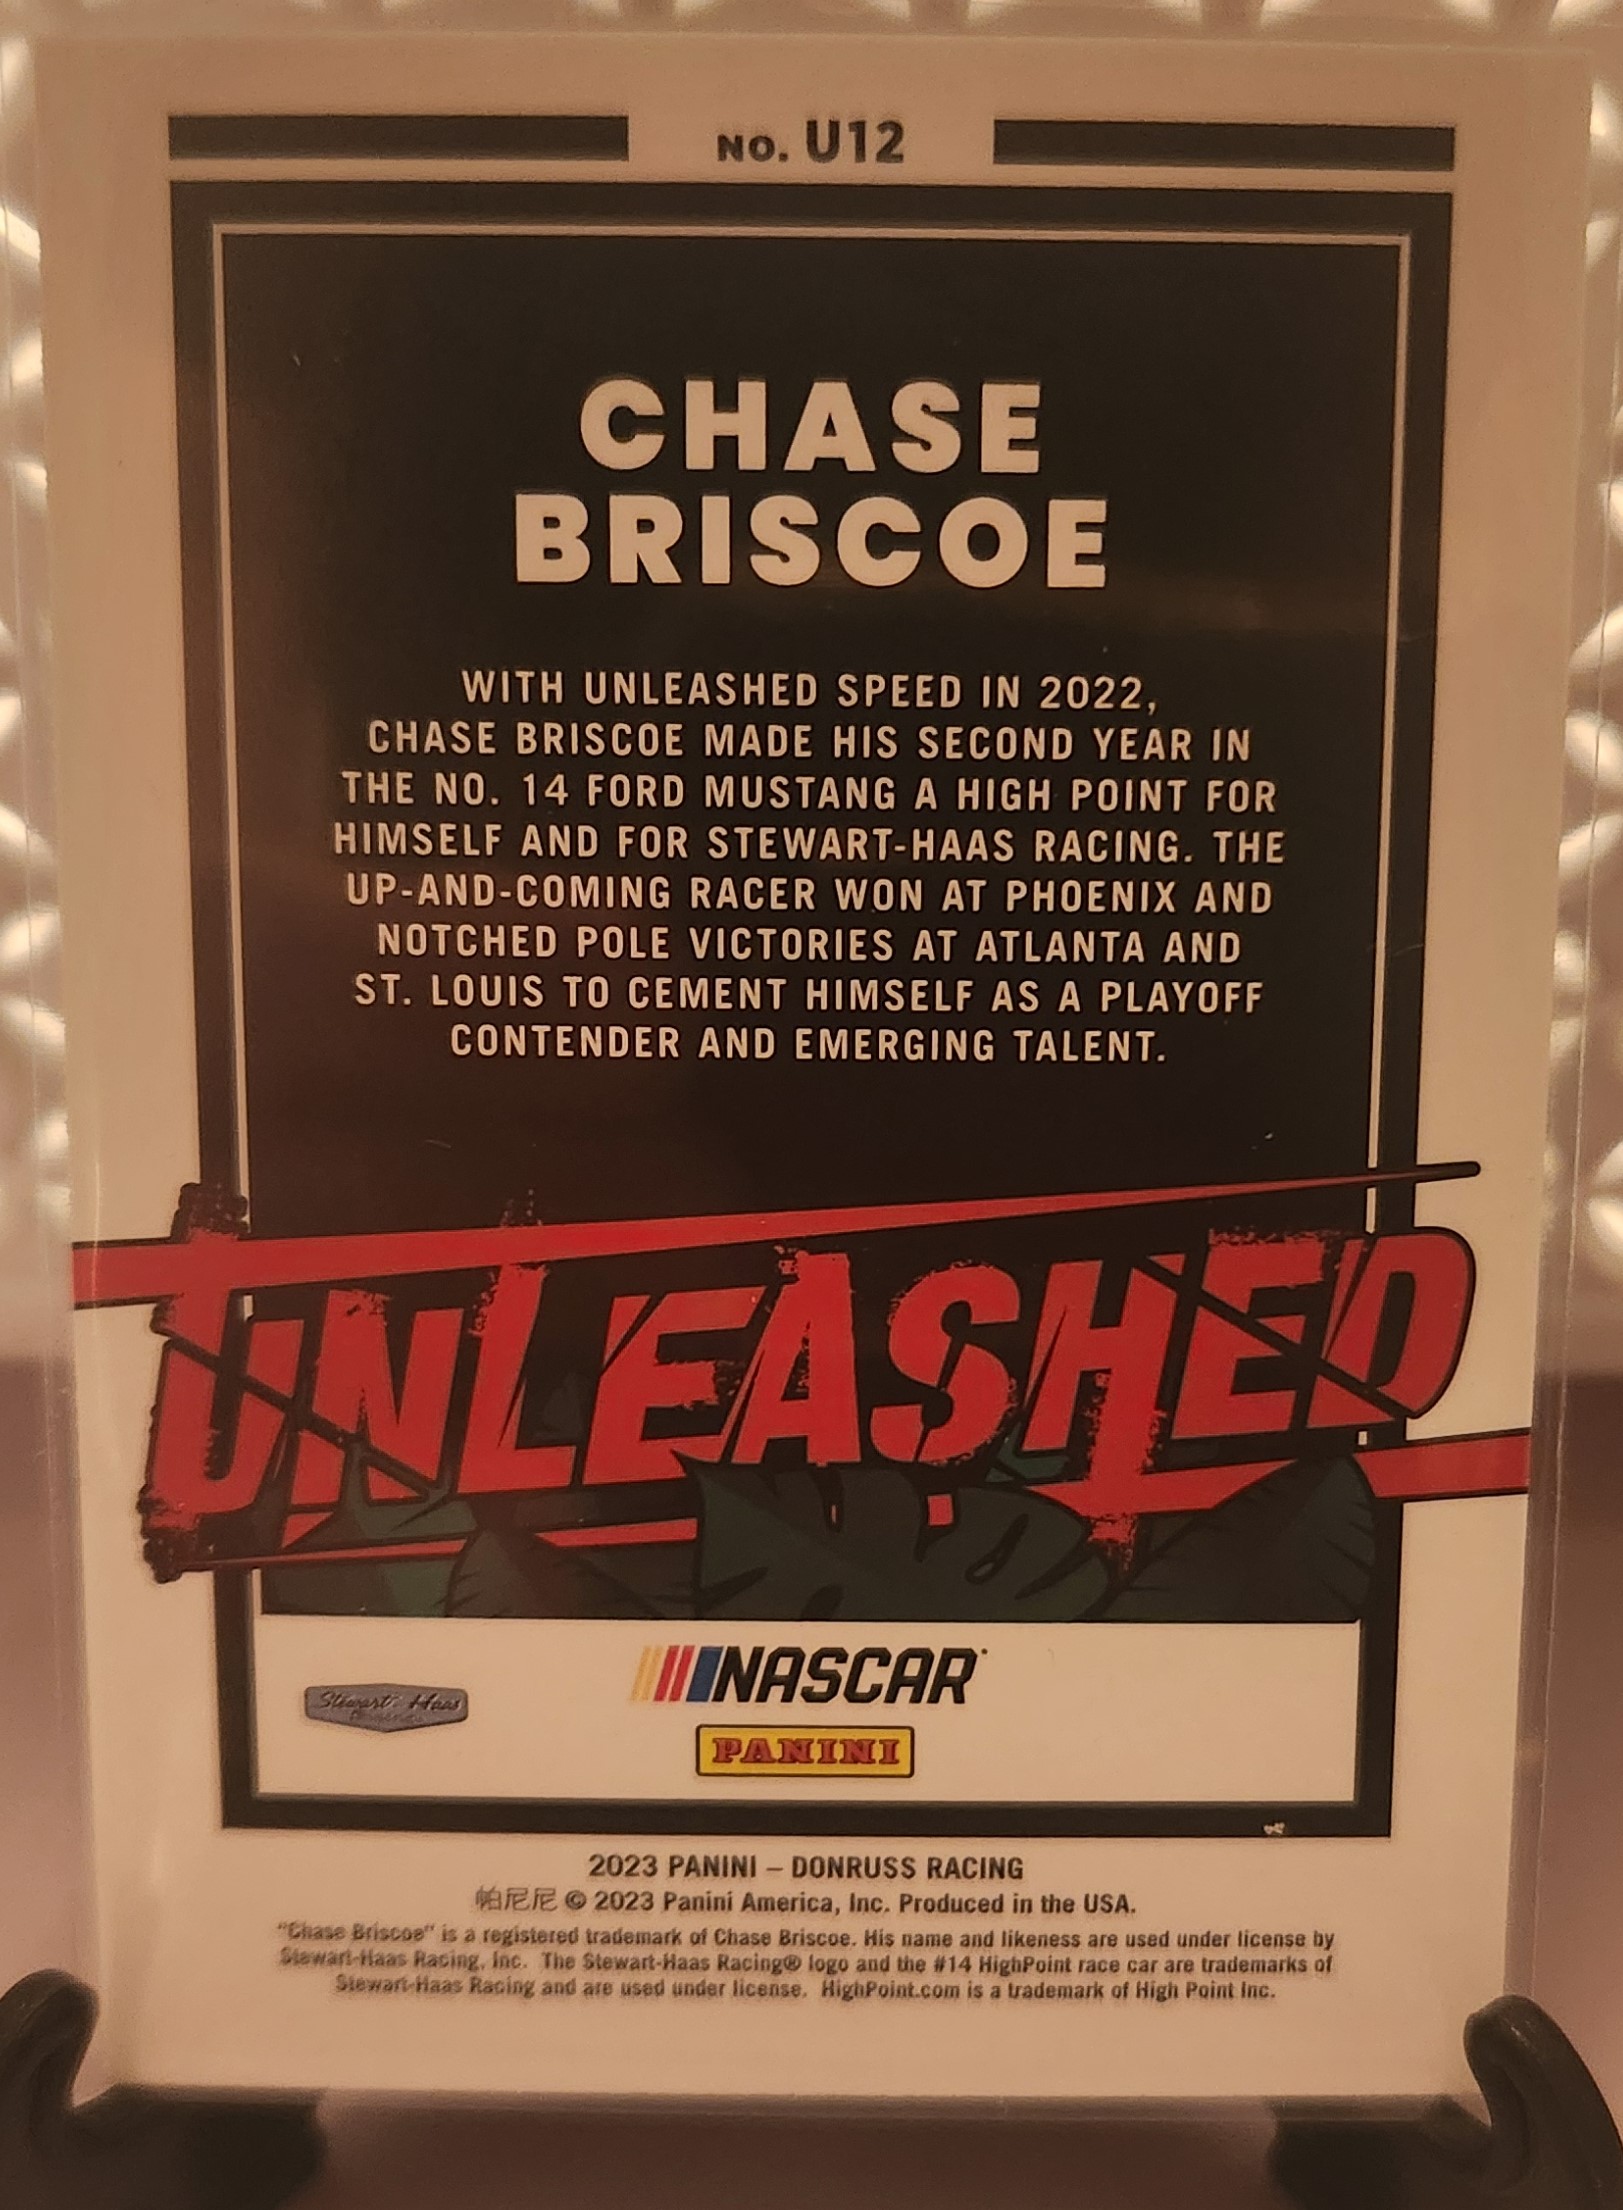 NO. U12
CHASE
BRISCOE
WITH UNLEASHED SPEED IN 2022,
CHASE BRISCOE MADE HIS SECOND YEAR IN
THE NO. 14 FORD MUSTANG A HIGH POINT FOR
HIMSELF AND FOR STEWART-HAAS RACING. THE
UP-AND-COMING RACER WON AT PHOENIX AND
NOTCHED POLE VICTORIES AT ATLANTA AND
ST. LOUIS TO CEMENT HIMSELF AS A PLAYOFF
CONTENDER AND EMERGING TALENT.
UNLEASHED
NASCAR
Stewart-Haas
PANINI
2023 PANINI – DONRUSS RACING
帕尼尼 © 2023 Panini America, Inc. Produced in the USA.
"Chase Briscoe" is a registered trademark of Chase Briscoe. His name and likeness are used under license by
Stewart-Haas Racing, Inc. The Stewart-Haas Racing® logo and the #14 HighPoint race car are trademarks of
Stewart-Haas Racing and are used under license. HighPoint.com is a trademark of High Point Inc.